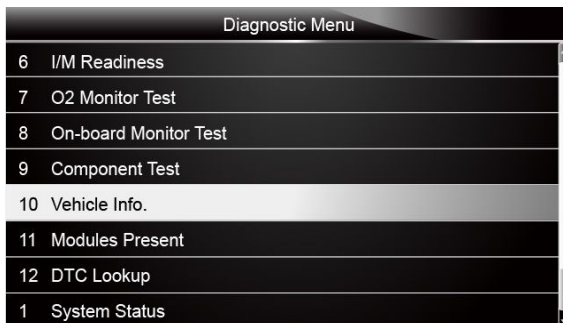 Diagnostic Menu
6 I/M Readiness
7 O2 Monitor Test
8 On-board Monitor Test
9 Component Test
10 Vehicle Info.
11 Modules Present
12 DTC Lookup
1 System Status